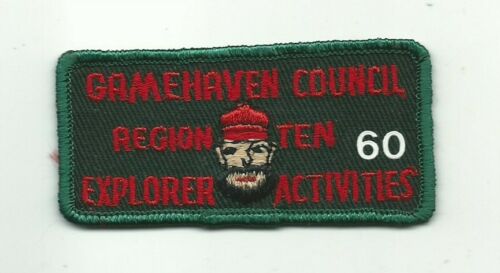 GAMEHAVEN COUNCIL
REGION TEN 60
EXPLORER ACTIVITIES